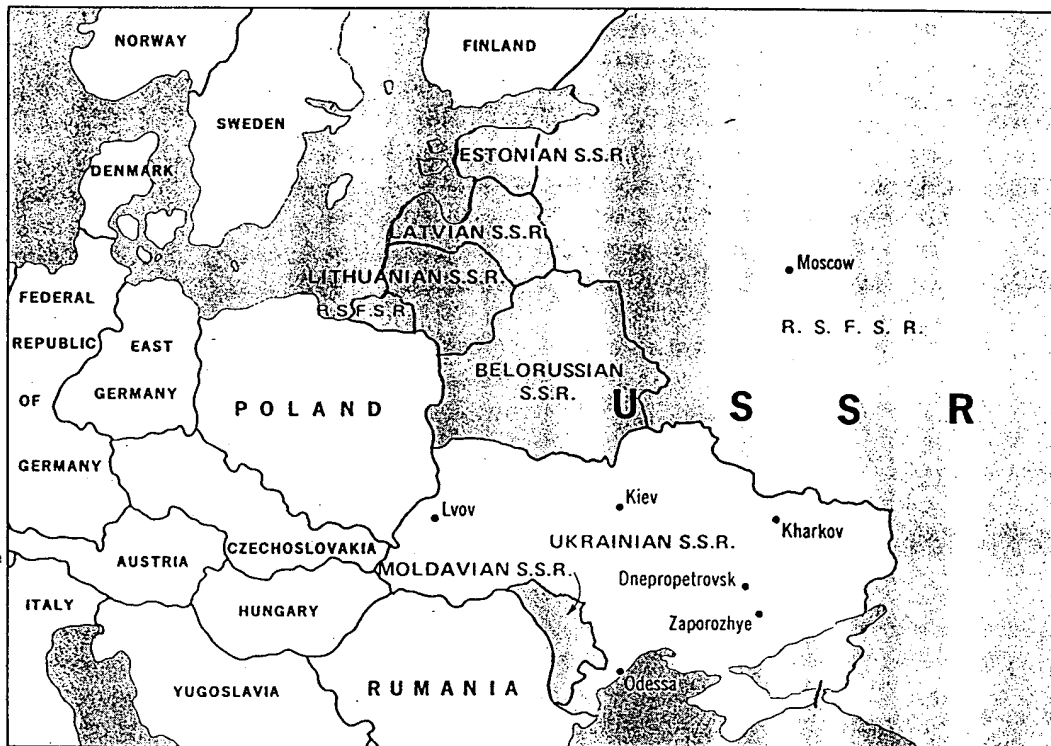 NORWAY
FINLAND
SWEDEN
DENMARK
ESTONIAN S.S.R.
LATVIAN S.S.R
LITHUANIAN S.S.R.
R.S.F.S.R.
Moscow
R. S. F. S. R.
FEDERAL
REPUBLIC
OF
GERMANY
EAST
GERMANY
POLAND
BELORUSSIAN
S.S.R.
U S S R
Lvov
Kiev
Kharkov
UKRAINIAN S.S.R.
AUSTRIA
CZECHOSLOVAKIA
MOLDAVIAN S.S.R.
Dnepropetrovsk
Zaporozhye
ITALY
HUNGARY
YUGOSLAVIA
RUMANIA
Odessa